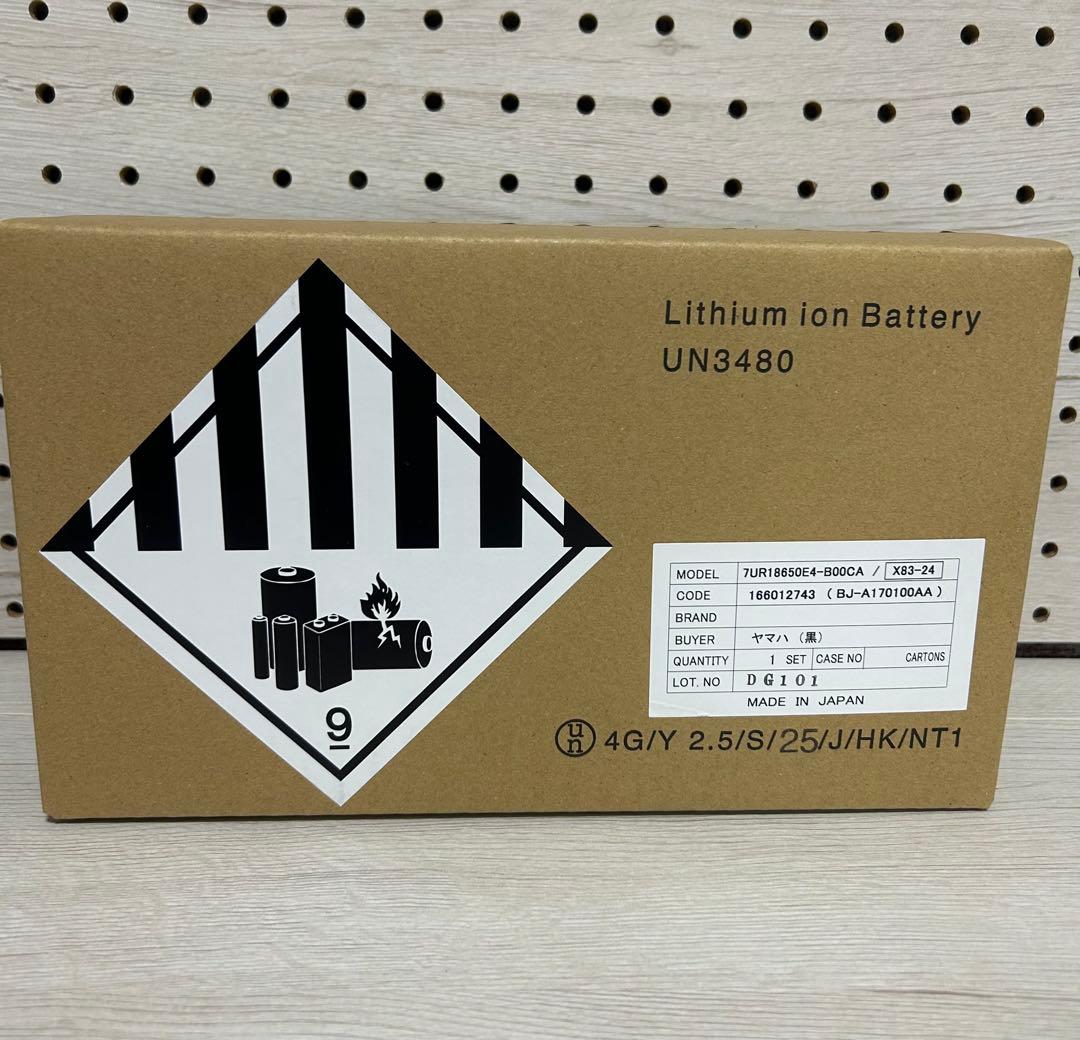 Lithium ion Battery
UN3480
MODEL 7UR18650E4-B00CA / X83-24
CODE 166012743 ( BJ-A170100AA )
BRAND
BUYER ヤマハ (黒)
QUANTITY 1 SET CASE NO CARTONS
LOT. NO DG101
MADE IN JAPAN
9
un 4G/Y 2.5/S/25/J/HK/NT1